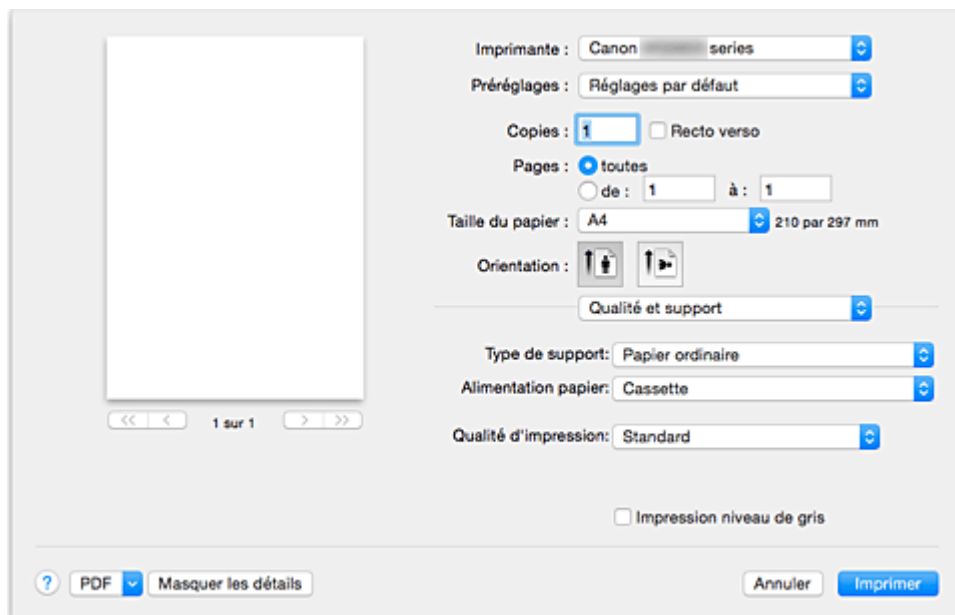 Imprimante : Canon series
Préréglages : Réglages par défaut
Copies : 1 Recto verso
Pages : toutes
de : 1 à : 1
Taille du papier : A4 210 par 297 mm
Orientation :
Qualité et support
Type de support: Papier ordinaire
Alimentation papier: Cassette
<< < 1 sur 1 > >>
Qualité d'impression: Standard
Impression niveau de gris
? PDF Masquer les détails Annuler Imprimer